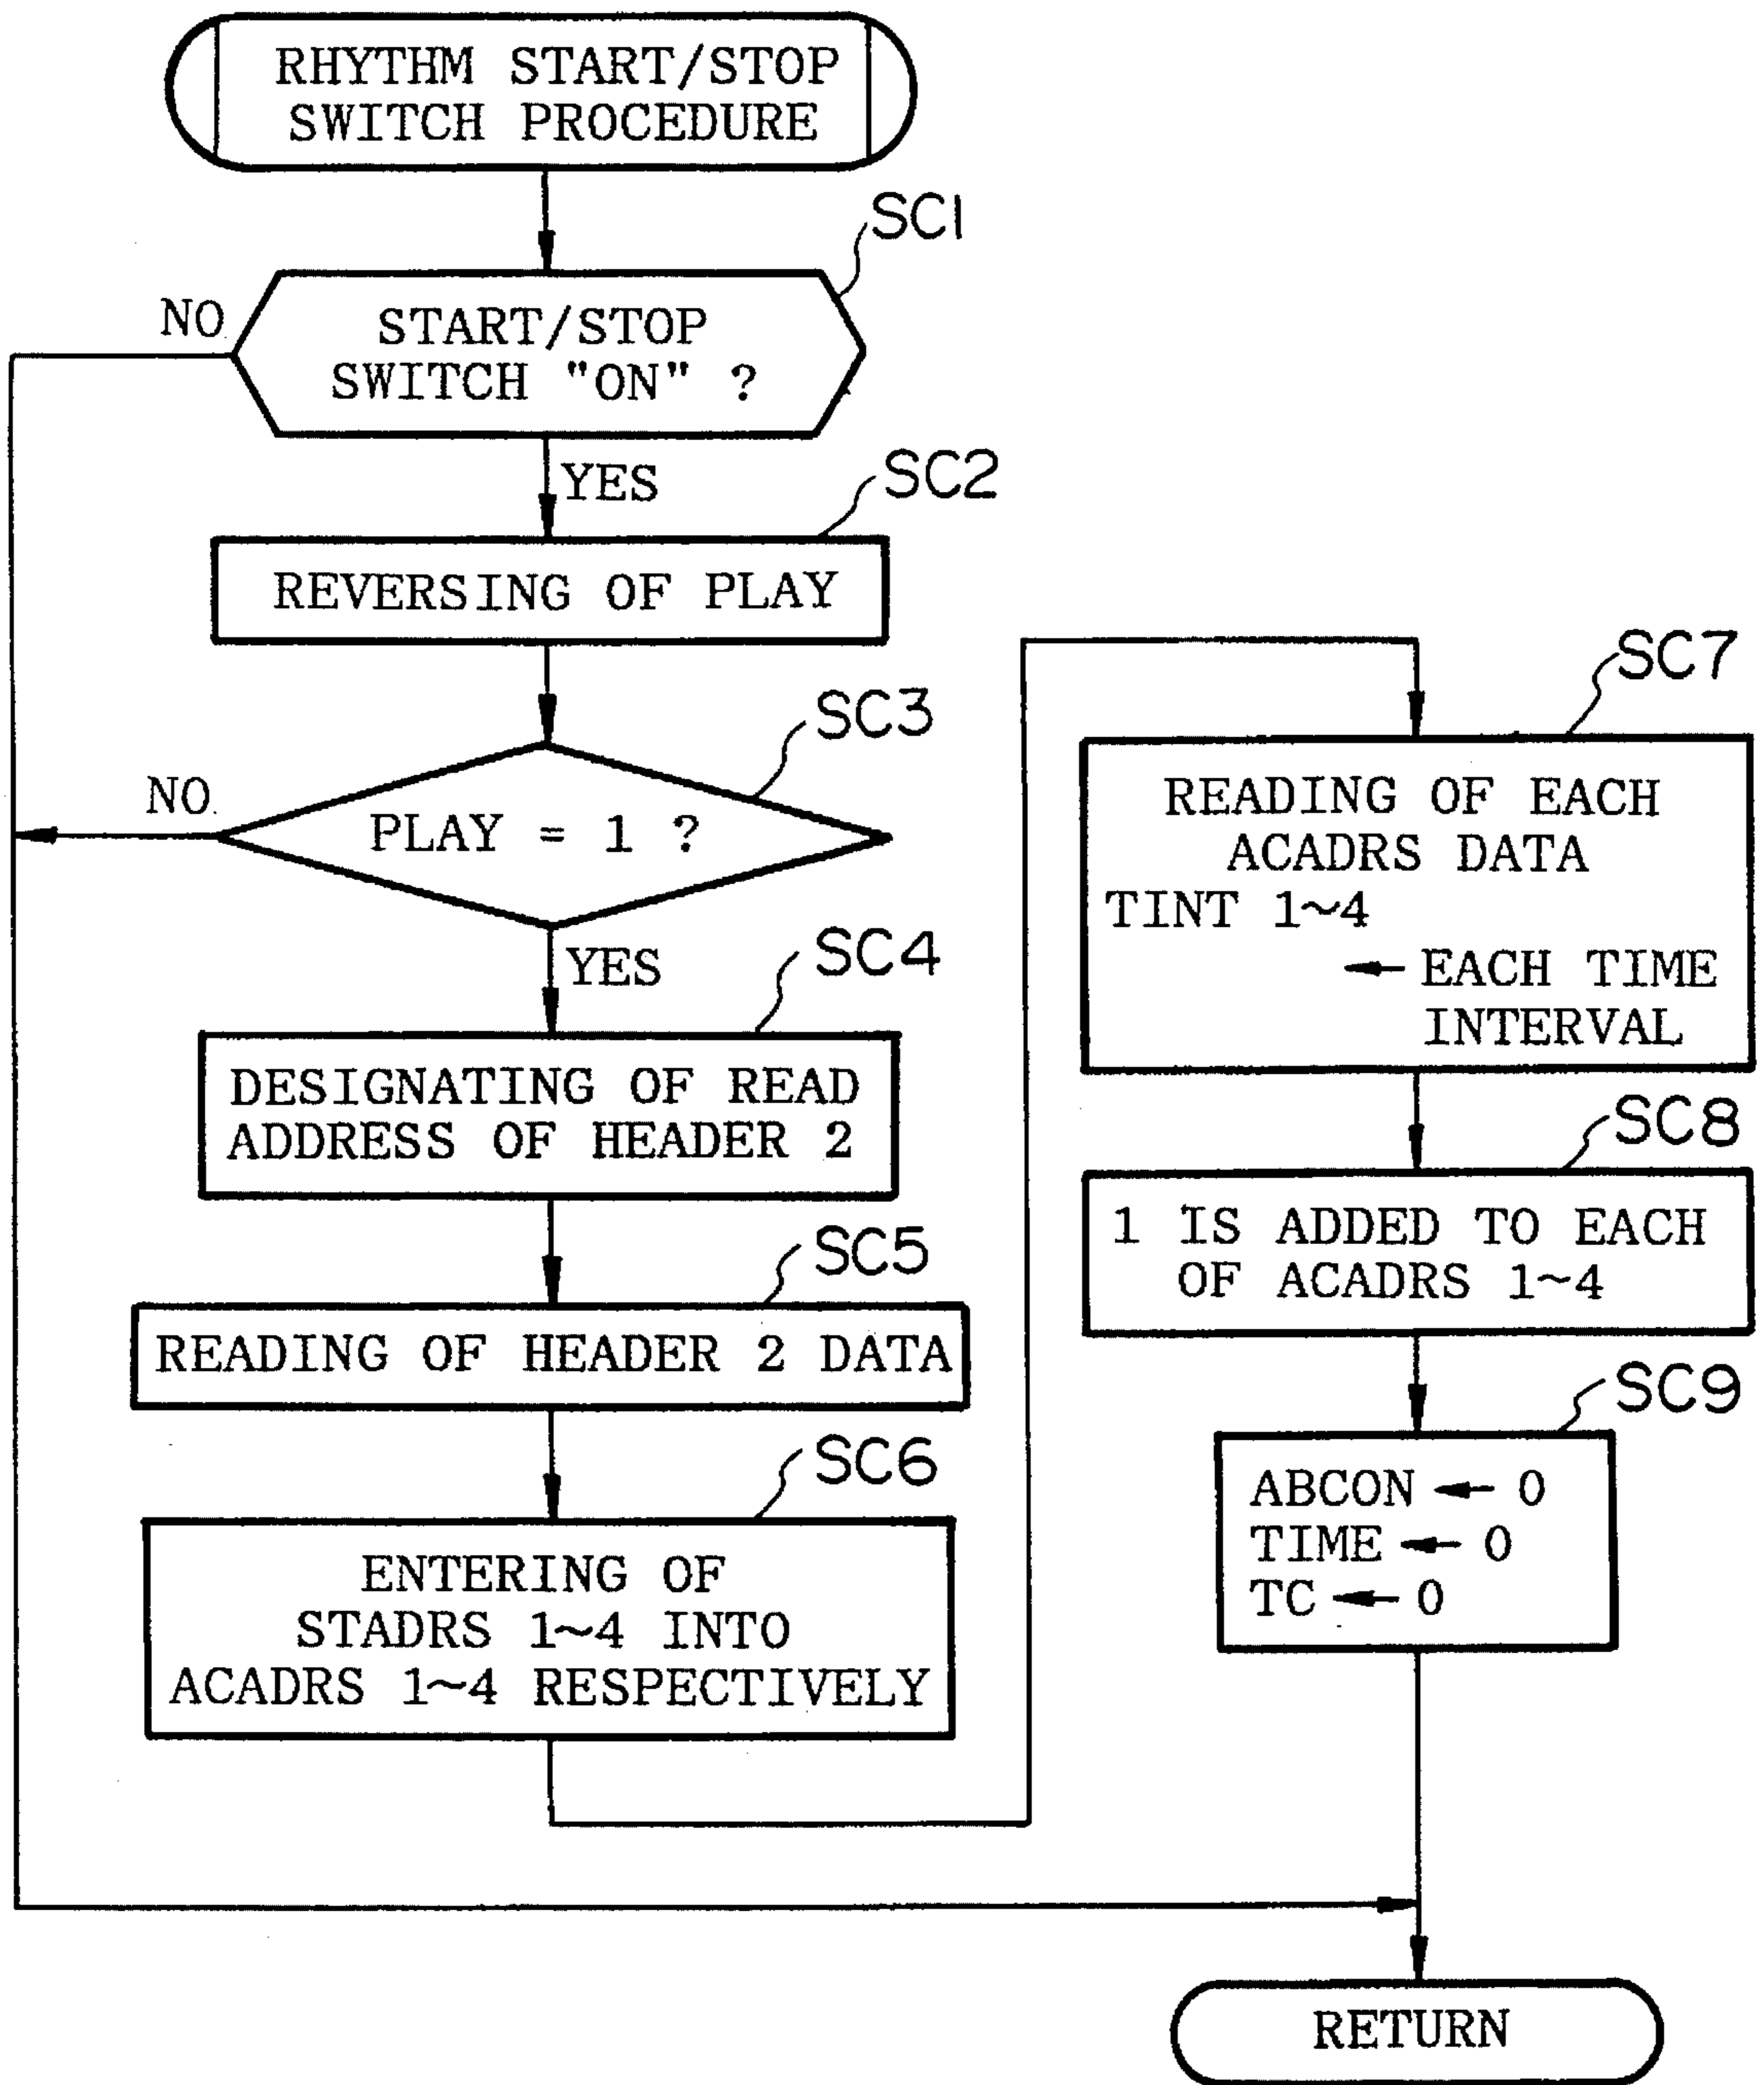 RHYTHM START/STOP
SWITCH PROCEDURE
SC1
START/STOP
SWITCH "ON" ?
NO
YES
SC2
REVERSING OF PLAY
SC3
PLAY = 1 ?
NO
YES
SC4
DESIGNATING OF READ
ADDRESS OF HEADER 2
SC5
READING OF HEADER 2 DATA
SC6
ENTERING OF
STADRS 1~4 INTO
ACADRS 1~4 RESPECTIVELY
SC7
READING OF EACH
ACADRS DATA
TINT 1~4
← EACH TIME
INTERVAL
SC8
1 IS ADDED TO EACH
OF ACADRS 1~4
SC9
ABCON ← 0
TIME ← 0
TC ← 0
RETURN